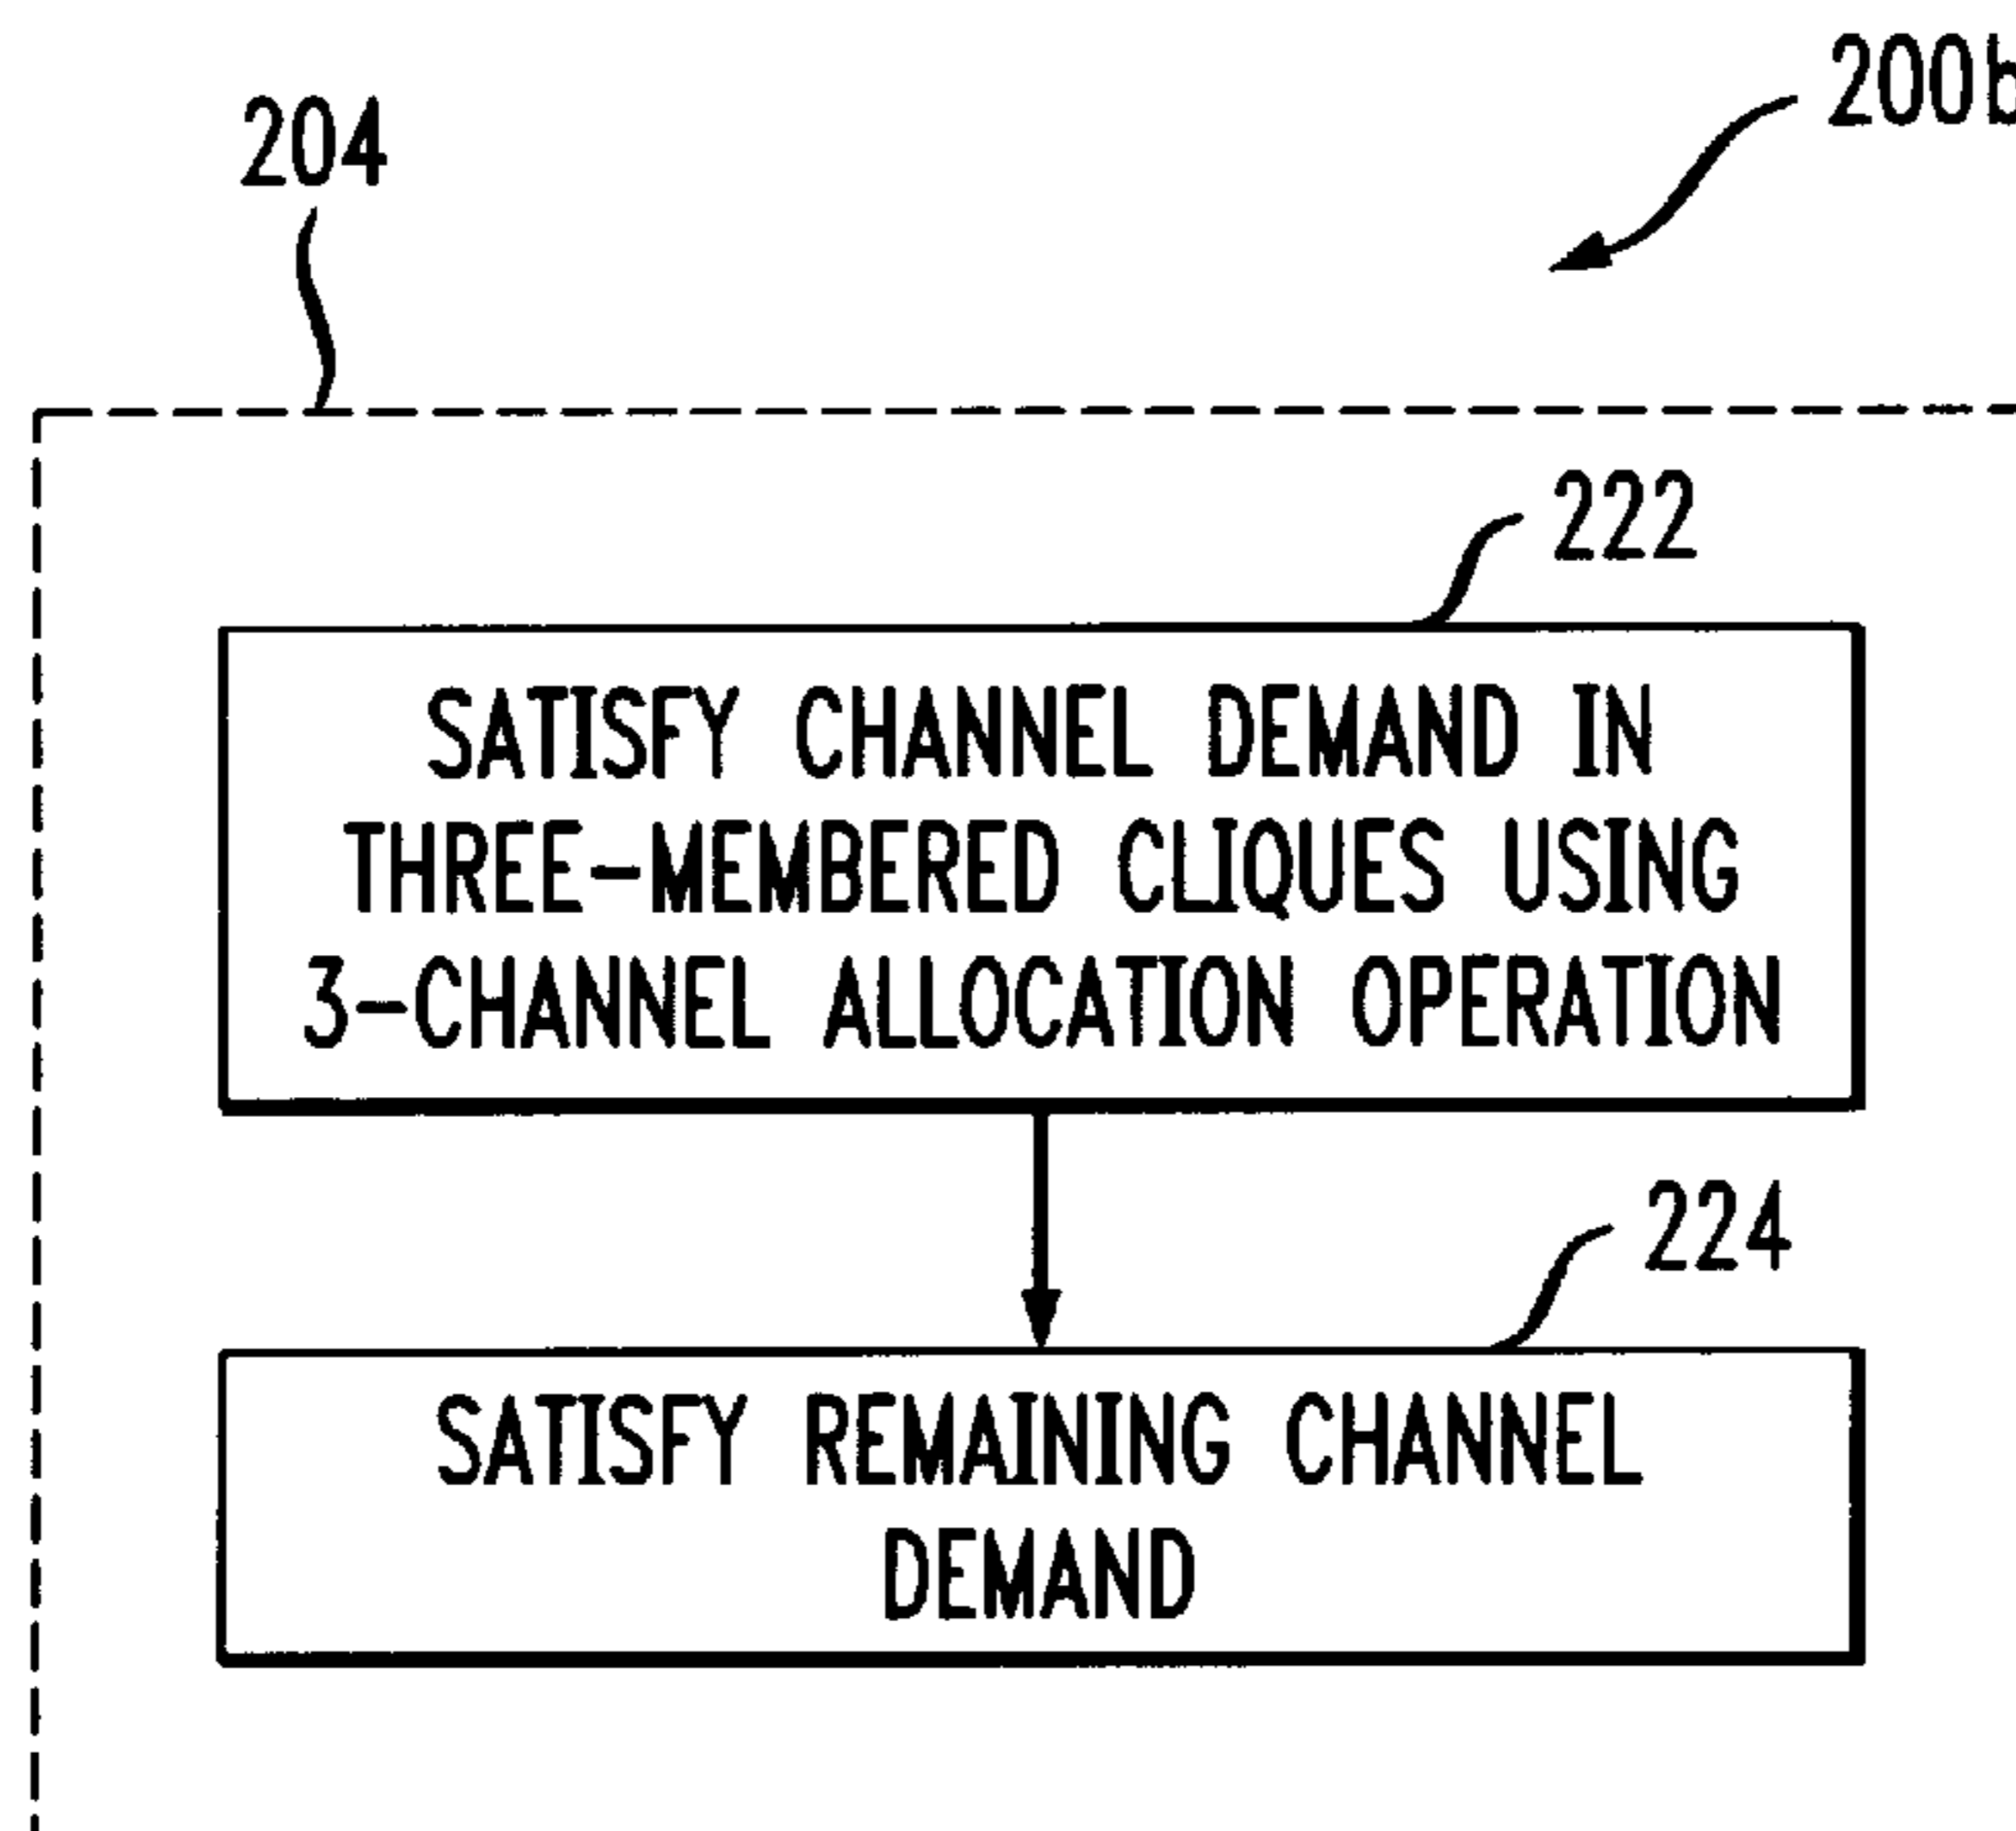 200b
204
222
SATISFY CHANNEL DEMAND IN
THREE-MEMBERED CLIQUES USING
3-CHANNEL ALLOCATION OPERATION
224
SATISFY REMAINING CHANNEL
DEMAND